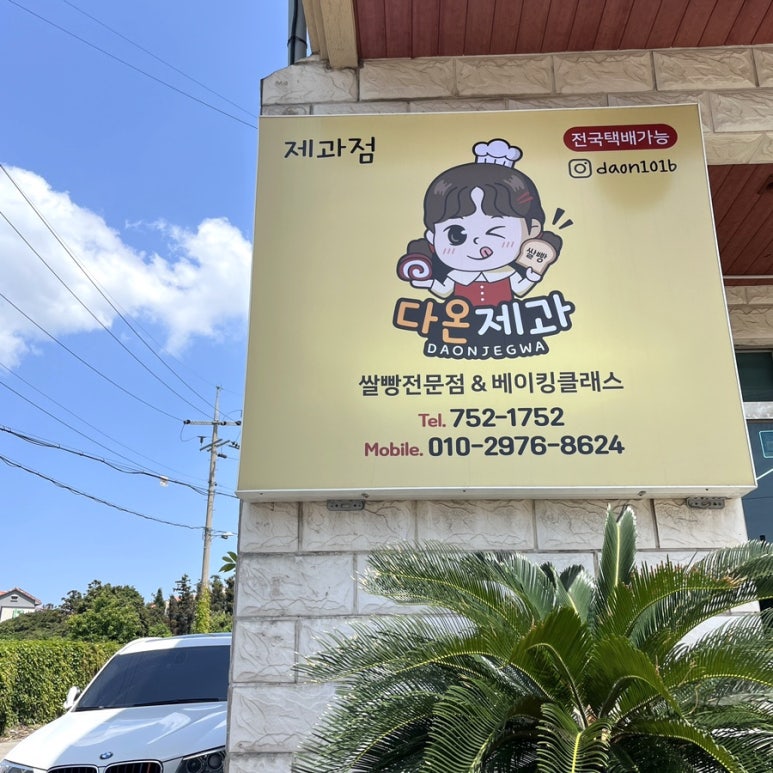 제과점
전국택배가능
daon101b
쌀빵
다온제과
DAONJEGWA
쌀빵전문점 & 베이킹클래스
Tel. 752-1752
Mobile. 010-2976-8624